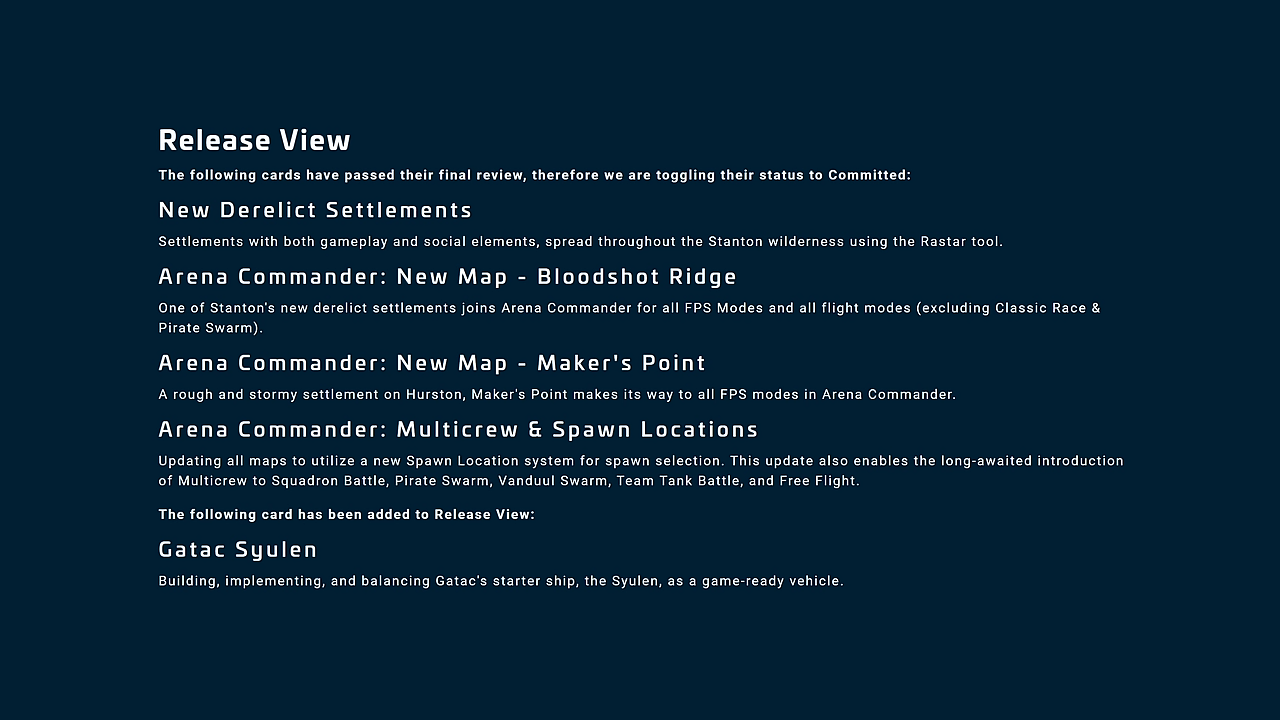 Release View
The following cards have passed their final review, therefore we are toggling their status to Committed:
New Derelict Settlements
Settlements with both gameplay and social elements, spread throughout the Stanton wilderness using the Rastar tool.
Arena Commander: New Map - Bloodshot Ridge
One of Stanton's new derelict settlements joins Arena Commander for all FPS Modes and all flight modes (excluding Classic Race &
Pirate Swarm).
Arena Commander: New Map - Maker's Point
A rough and stormy settlement on Hurston, Maker's Point makes its way to all FPS modes in Arena Commander.
Arena Commander: Multicrew & Spawn Locations
Updating all maps to utilize a new Spawn Location system for spawn selection. This update also enables the long-awaited introduction
of Multicrew to Squadron Battle, Pirate Swarm, Vanduul Swarm, Team Tank Battle, and Free Flight.
The following card has been added to Release View:
Gatac Syulen
Building, implementing, and balancing Gatac's starter ship, the Syulen, as a game-ready vehicle.